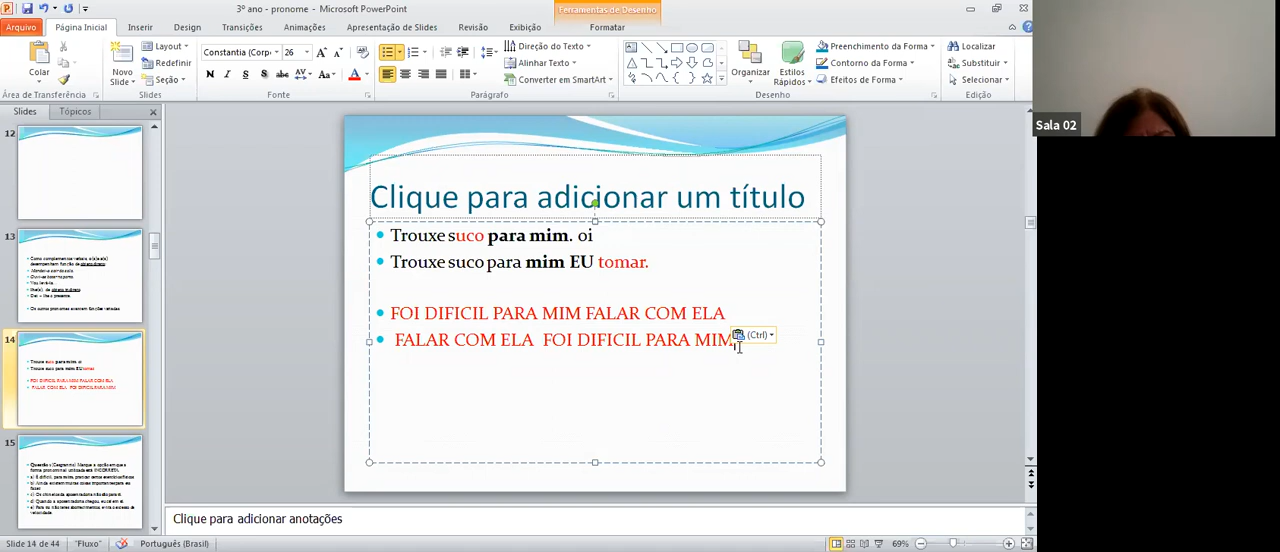 3º ano - pronome - Microsoft PowerPoint
Ferramentas de Desenho
Arquivo Página Inicial Inserir Design Transições Animações Apresentação de Slides Revisão Exibição Formatar
Colar
Novo Slide
Layout
Redefinir
Seção
Constantia (Corp 26
N I S S abc AV Aa A
Direção do Texto
Alinhar Texto
Converter em SmartArt
Organizar
Estilos Rápidos
Preenchimento da Forma
Contorno da Forma
Efeitos de Forma
Localizar
Substituir
Selecionar
Área de Transferência Slides Fonte Parágrafo Desenho Edição
Slides Tópicos
12
13
14
15
Clique para adicionar um título
Trouxe suco para mim. oi
Trouxe suco para mim EU tomar.
FOI DIFICIL PARA MIM FALAR COM ELA
FALAR COM ELA FOI DIFICIL PARA MIM
(Ctrl)
Clique para adicionar anotações
Slide 14 de 44 "Fluxo" Português (Brasil) 69%
Sala 02